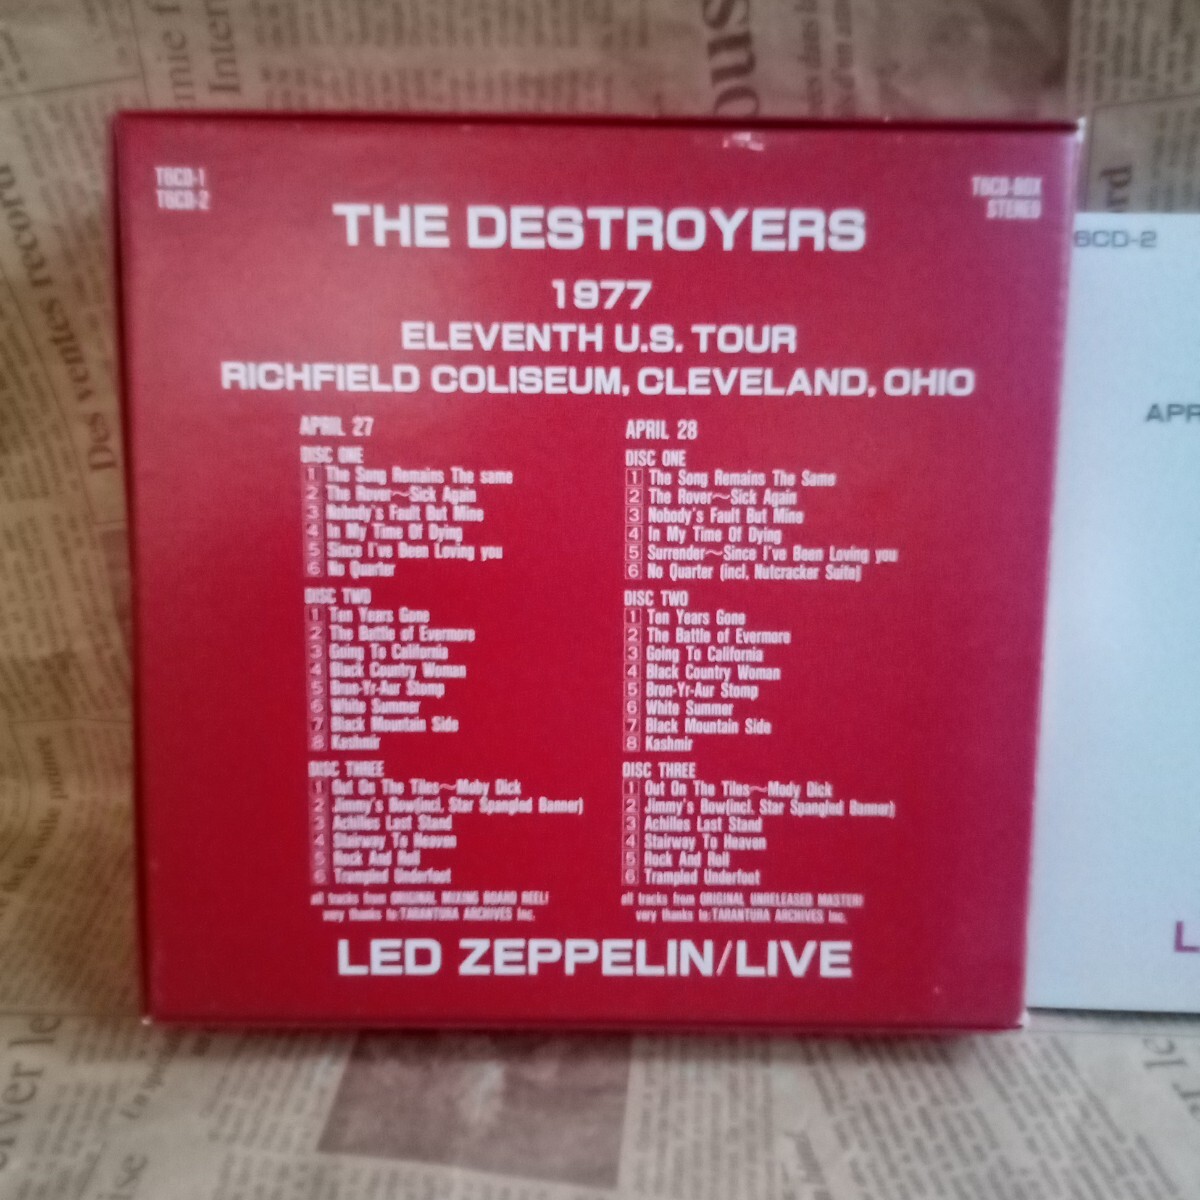 T6CD-1
T6CD-2
T6CD-BOX
STEREO
THE DESTROYERS
1977
ELEVENTH U.S. TOUR
RICHFIELD COLISEUM, CLEVELAND, OHIO
APRIL 27
DISC ONE
1 The Song Remains The same
2 The Rover~Sick Again
3 Nobody's Fault But Mine
4 In My Time Of Dying
5 Since I've Been Loving you
6 No Quarter
DISC TWO
1 Ten Years Gone
2 The Battle of Evermore
3 Going To California
4 Black Country Woman
5 Bron-Yr-Aur Stomp
6 White Summer
7 Black Mountain Side
8 Kashmir
DISC THREE
1 Out On The Tiles~Moby Dick
2 Jimmy's Bow(incl. Star Spangled Banner)
3 Achilles Last Stand
4 Stairway To Heaven
5 Rock And Roll
6 Trampled Underfoot
all tracks from ORIGINAL MIXING BOARD REEL!
very thanks to:TARANTURA ARCHIVES Inc.
APRIL 28
DISC ONE
1 The Song Remains The Same
2 The Rover~Sick Again
3 Nobody's Fault But Mine
4 In My Time Of Dying
5 Surrender~Since I've Been Loving you
6 No Quarter (incl. Nutcracker Suite)
DISC TWO
1 Ten Years Gone
2 The Battle of Evermore
3 Going To California
4 Black Country Woman
5 Bron-Yr-Aur Stomp
6 White Summer
7 Black Mountain Side
8 Kashmir
DISC THREE
1 Out On The Tiles~Mody Dick
2 Jimmy's Bow(incl. Star Spangled Banner)
3 Achilles Last Stand
4 Stairway To Heaven
5 Rock And Roll
6 Trampled Underfoot
all tracks from ORIGINAL UNRELEASED MASTER!
very thanks to:TARANTURA ARCHIVES Inc.
LED ZEPPELIN/LIVE
6CD-2
APR
L
Des ventes record